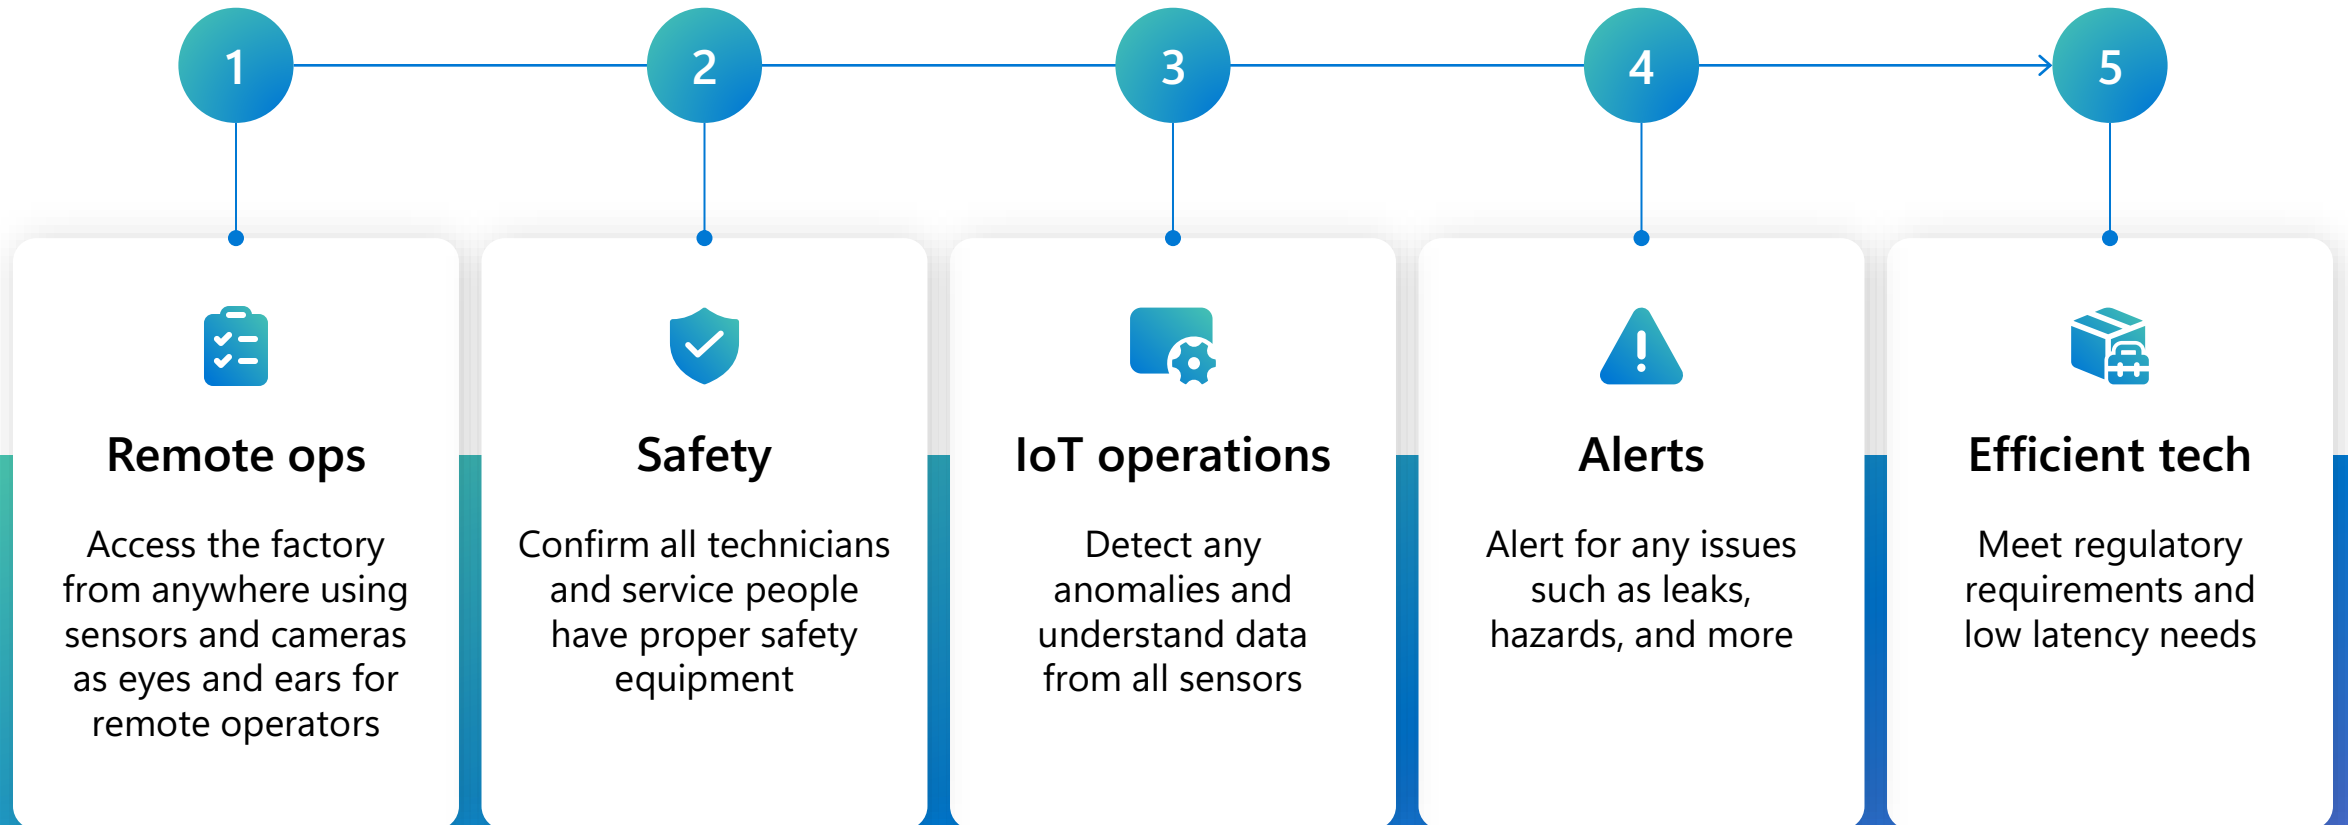 1
2
3
4
5
Remote ops
Access the factory
from anywhere using
sensors and cameras
as eyes and ears for
remote operators
Safety
Confirm all technicians
and service people
have proper safety
equipment
IoT operations
Detect any
anomalies and
understand data
from all sensors
Alerts
Alert for any issues
such as leaks,
hazards, and more
Efficient tech
Meet regulatory
requirements and
low latency needs